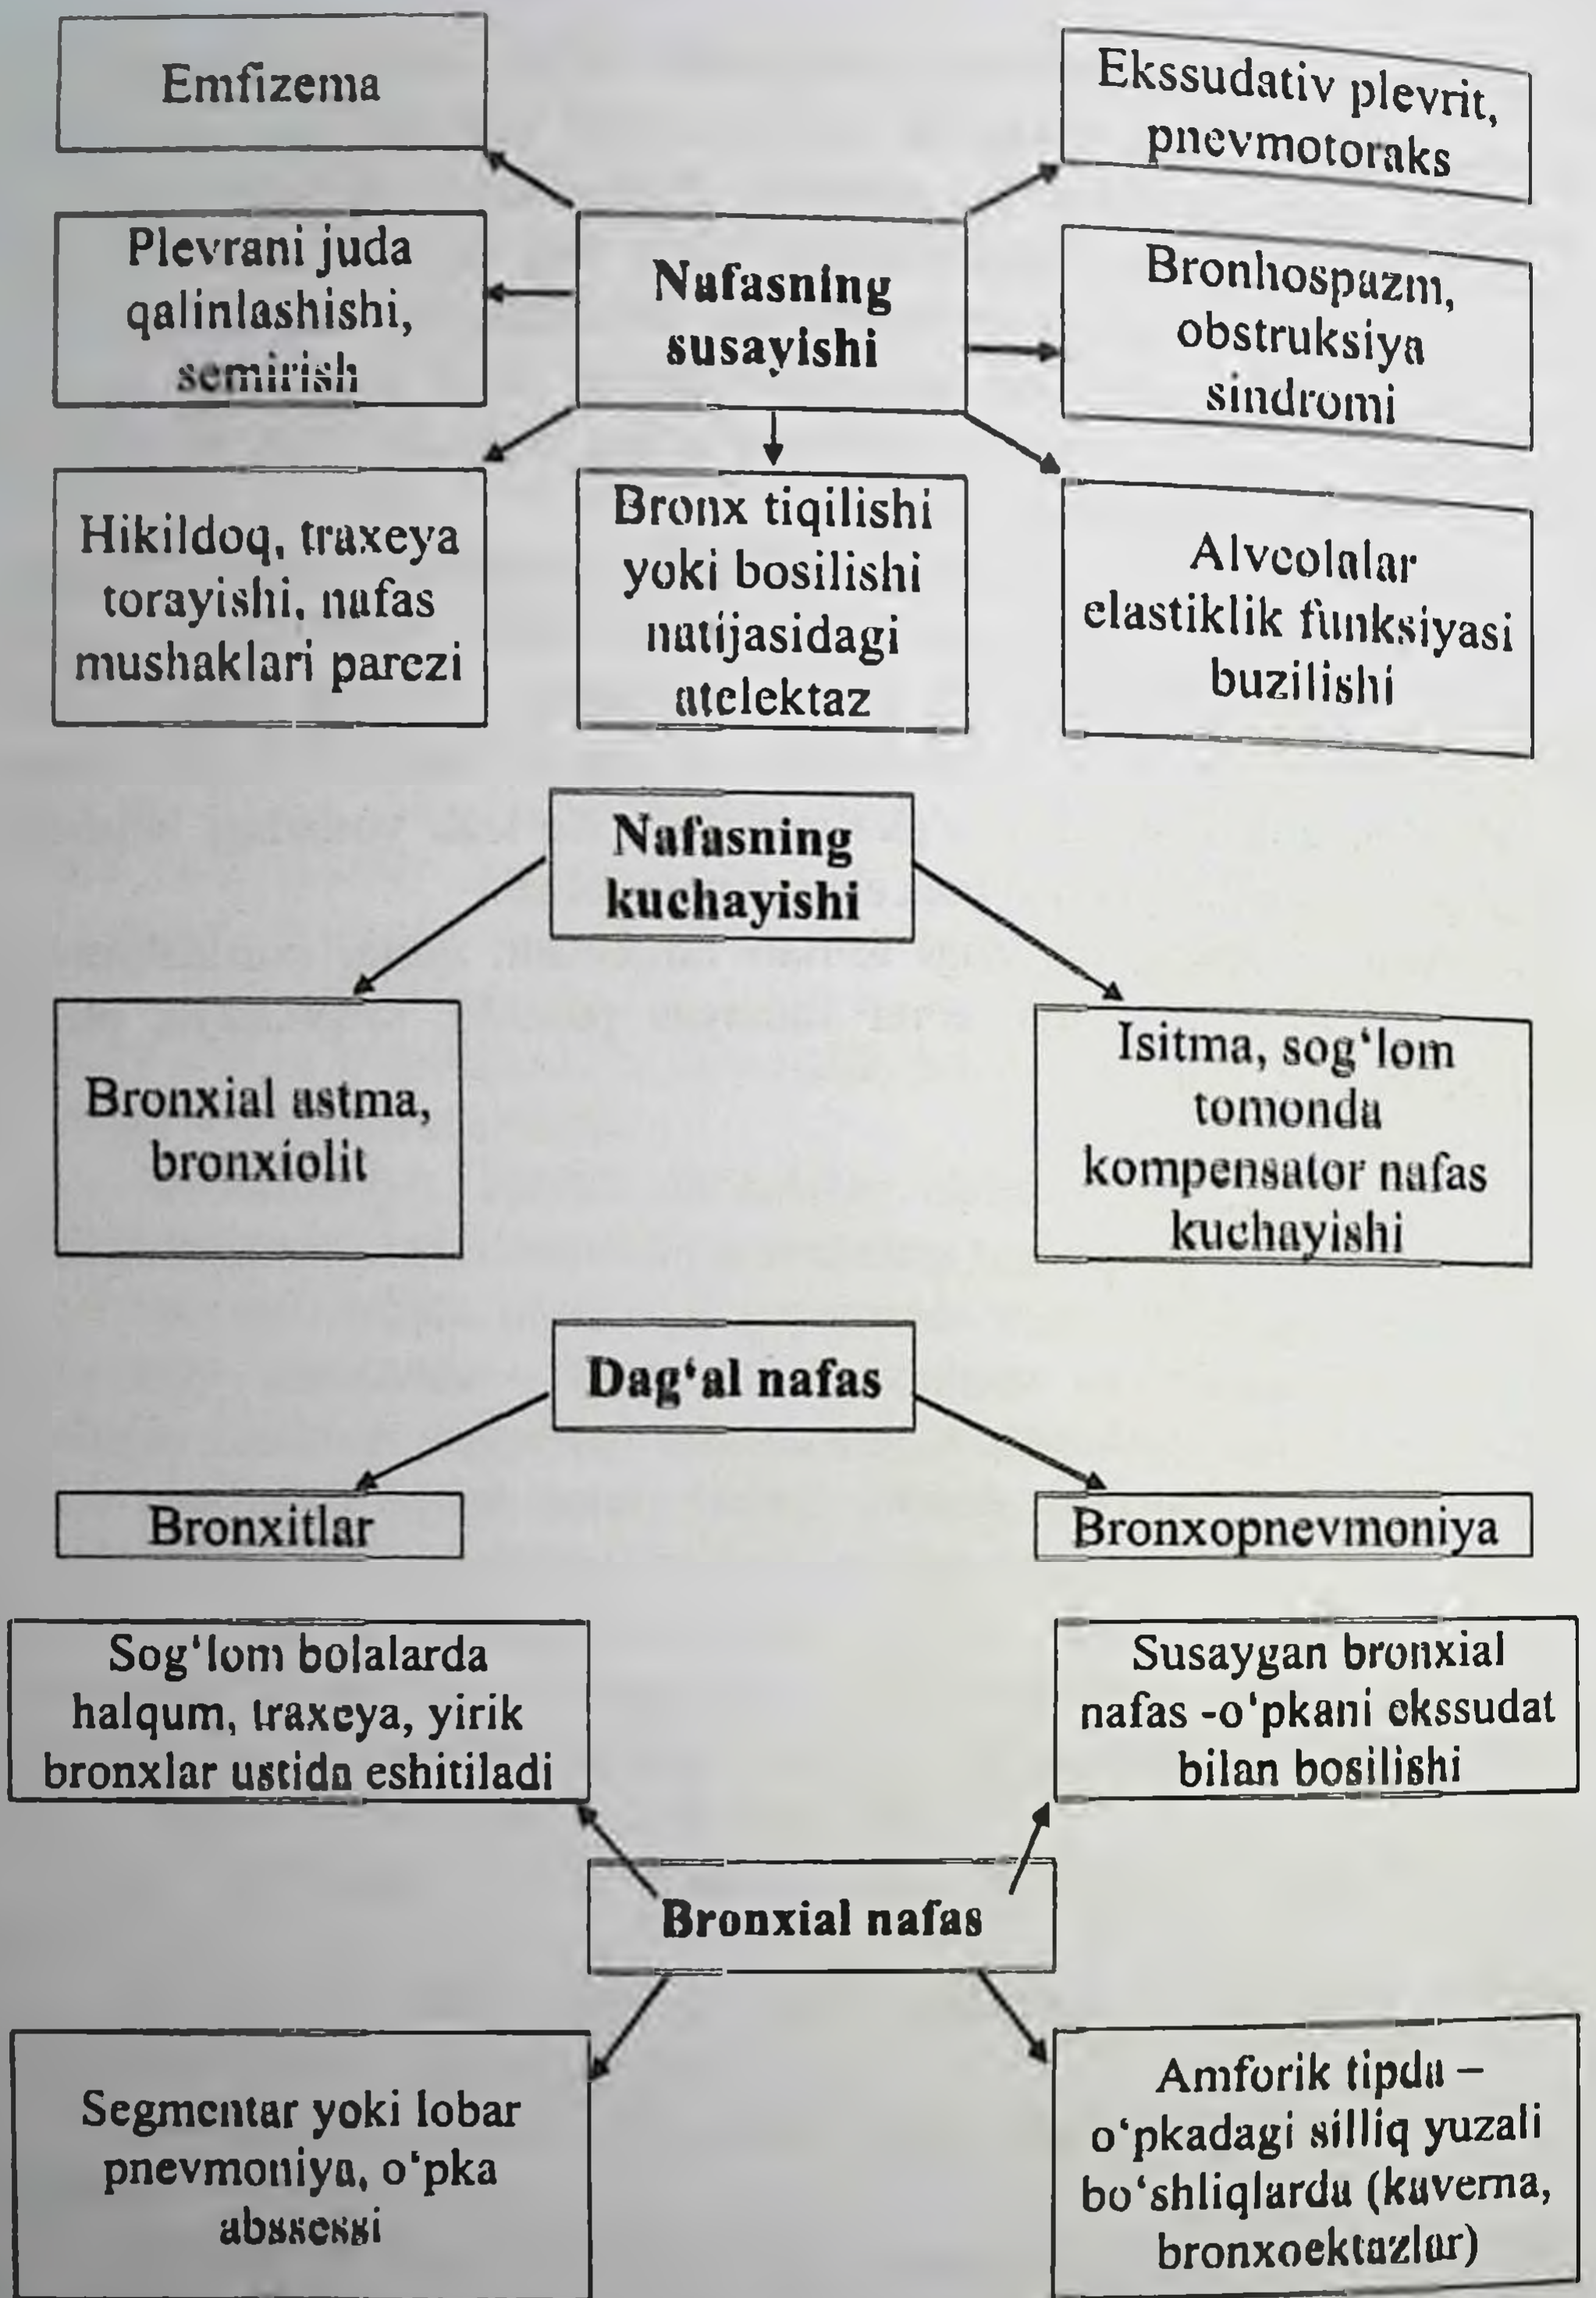 Emfizema
Ekssudativ plevrit,
pnevmotoraks
Plevrani juda
qalinlashishi,
semirish
Nafasning
susayishi
Bronhospazm,
obstruksiya
sindromi
Hikildoq, traxeya
torayishi, nafas
mushaklari parezi
Bronx tiqilishi
yoki bosilishi
natijasidagi
atelektaz
Alveolalar
elastiklik funksiyasi
buzilishi
Nafasning
kuchayishi
Bronxial astma,
bronxiolit
Isitma, sog‘lom
tomonda
kompensator nafas
kuchayishi
Dag‘al nafas
Bronxitlar
Bronxopnevmoniya
Sog‘lom bolalarda
halqum, traxeya, yirik
bronxlar ustida eshitiladi
Susaygan bronxial
nafas -o‘pkani ekssudat
bilan bosilishi
Bronxial nafas
Segmentar yoki lobar
pnevmoniya, o‘pka
abssessi
Amforik tipda –
o‘pkadagi silliq yuzali
bo‘shliqlarda (kaverna,
bronxoektazlar)